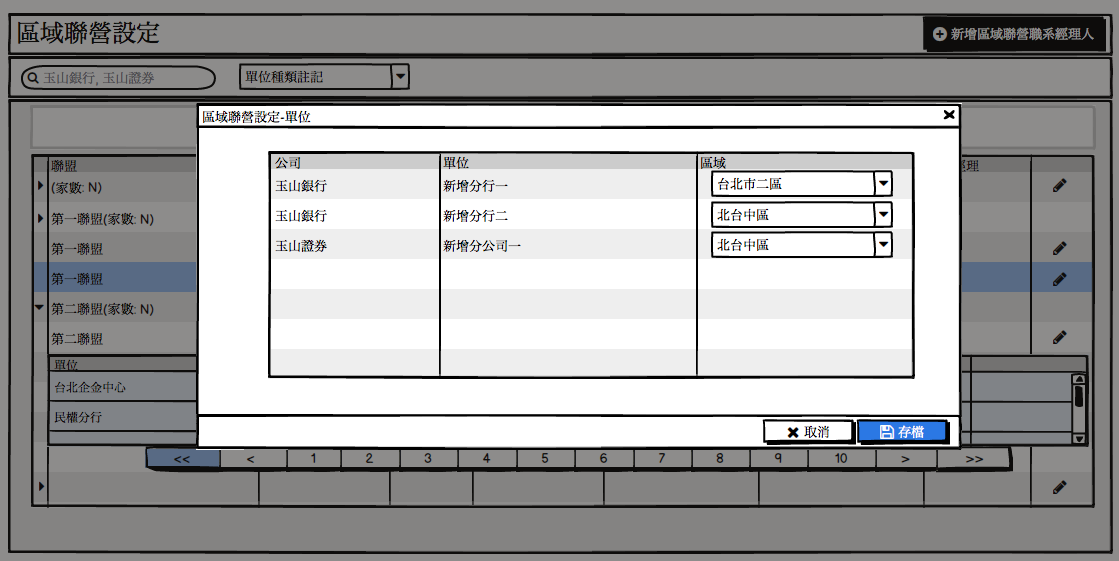 區域聯營設定
新增區域聯營職系經理人
玉山銀行, 玉山證券
單位種類註記
區域聯營設定-單位
聯盟
經理
公司
單位
區域
(家數: N)
玉山銀行
新增分行一
台北市二區
第一聯盟(家數: N)
玉山銀行
新增分行二
北台中區
第一聯盟
玉山證券
新增分公司一
北台中區
第一聯盟
第二聯盟(家數: N)
第二聯盟
單位
台北企金中心
民權分行
取消
存檔
<< < 1 2 3 4 5 6 7 8 9 10 > >>